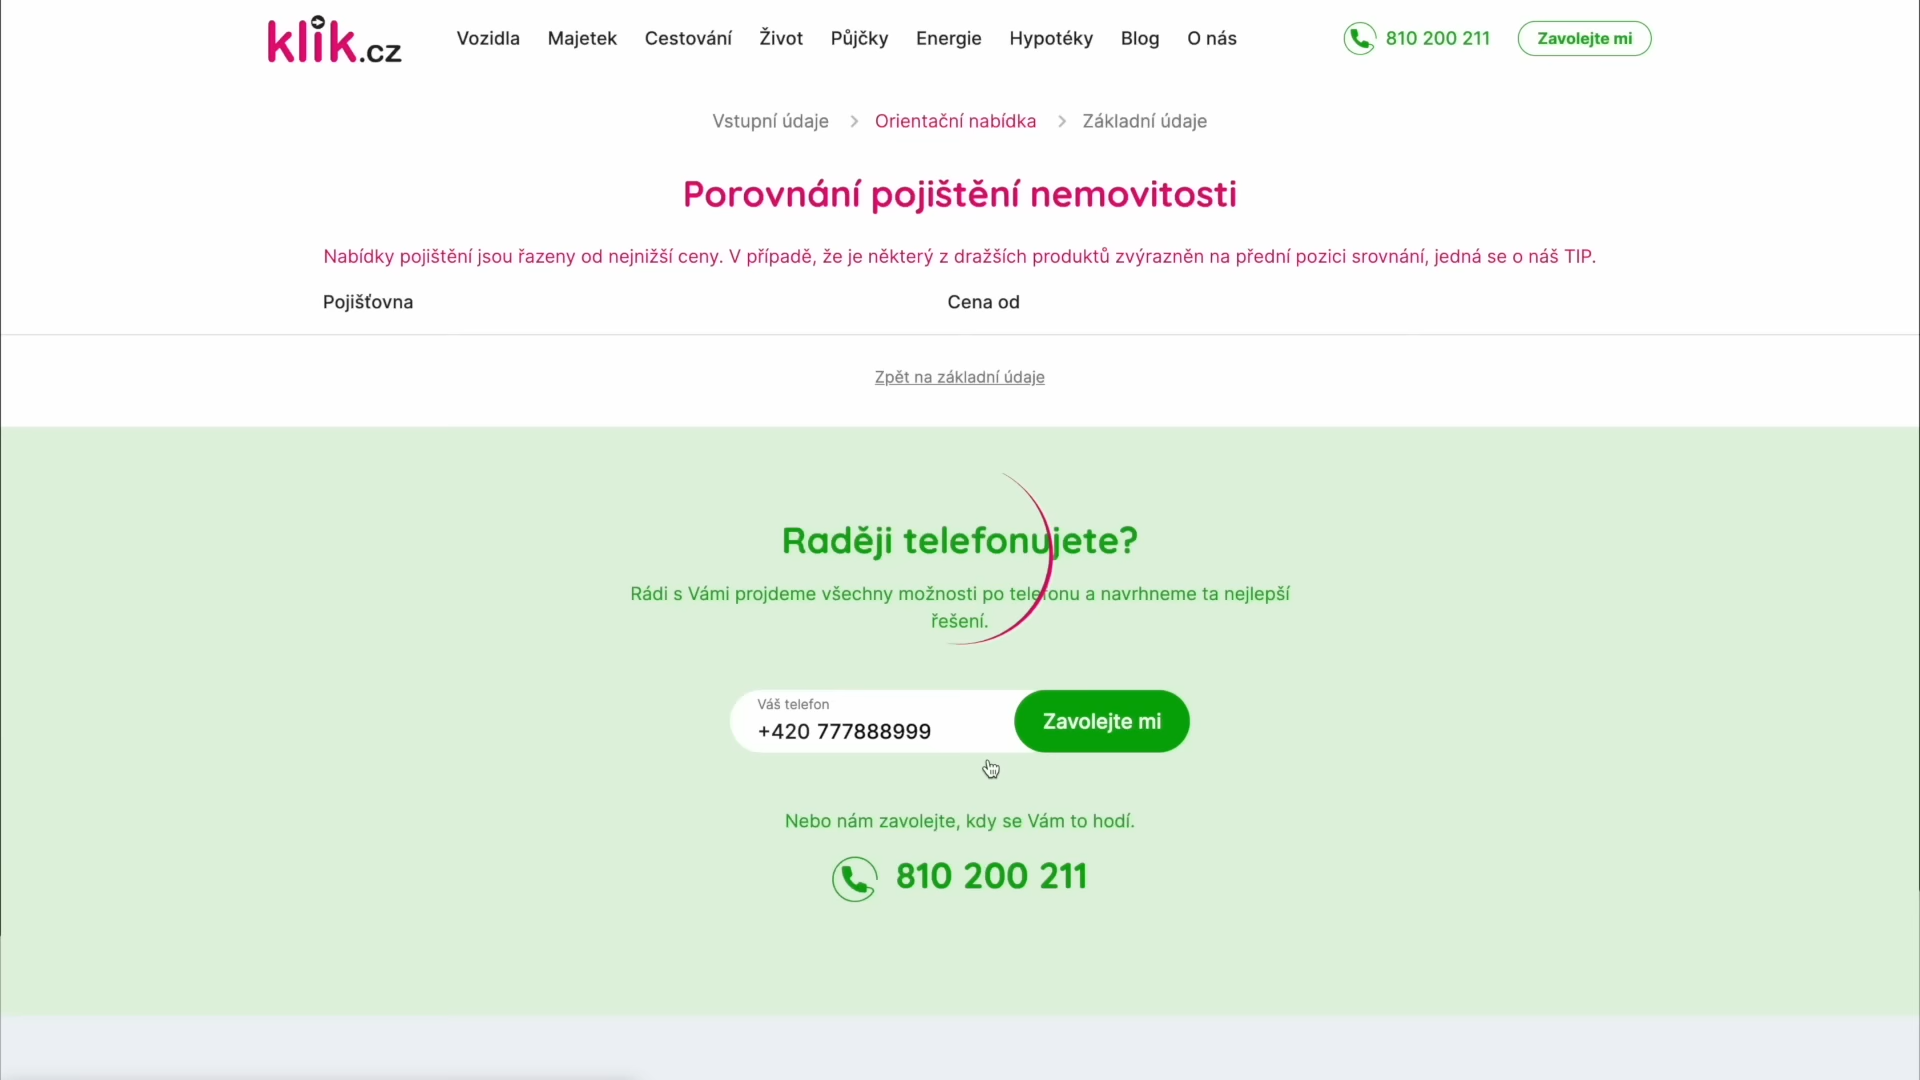 klik.cz
Vozidla Majetek Cestování Život Půjčky Energie Hypotéky Blog O nás
810 200 211
Zavolejte mi
Vstupní údaje > Orientační nabídka > Základní údaje
Porovnání pojištění nemovitosti
Nabídky pojištění jsou řazeny od nejnižší ceny. V případě, že je některý z dražších produktů zvýrazněn na přední pozici srovnání, jedná se o náš TIP.
Pojišťovna Cena od
Zpět na základní údaje
Raději telefonujete?
Rádi s Vámi projdeme všechny možnosti po telefonu a navrhneme ta nejlepší
řešení.
Váš telefon
+420 777888999
Zavolejte mi
Nebo nám zavolejte, kdy se Vám to hodí.
810 200 211